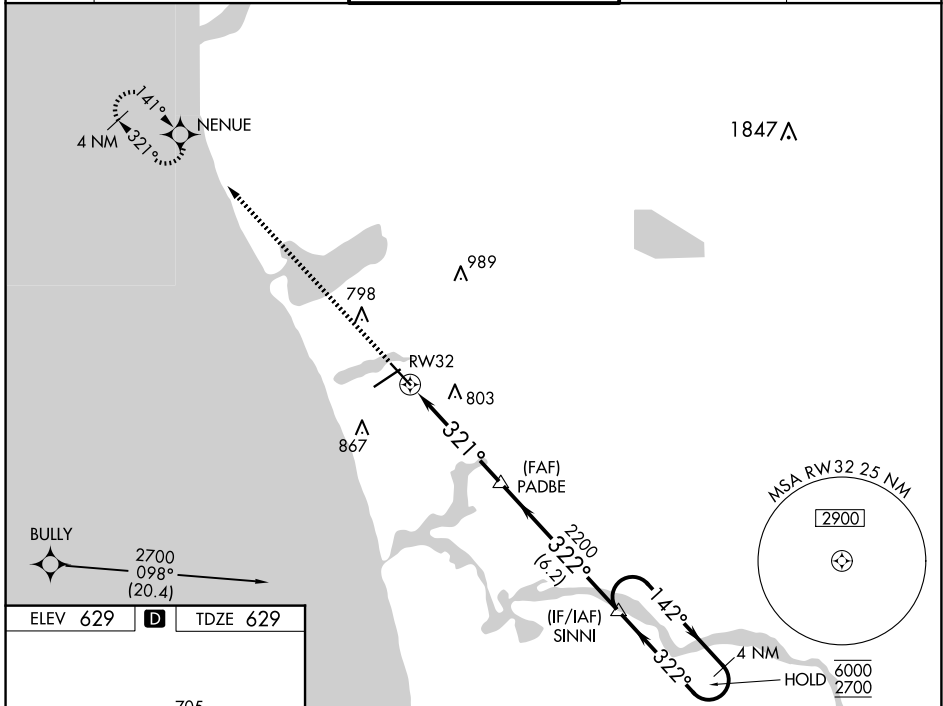 141°
4 NM
321°
NENUE
1847
989
798
RW32
803
867
321°
(FAF)
PADBE
MSA RW32 25 NM
2900
BULLY
2700
098°
(20.4)
2200
322°
(6.2)
(IF/IAF)
SINNI
142°
322°
4 NM
HOLD
6000
2700
ELEV 629
D
TDZE 629
705